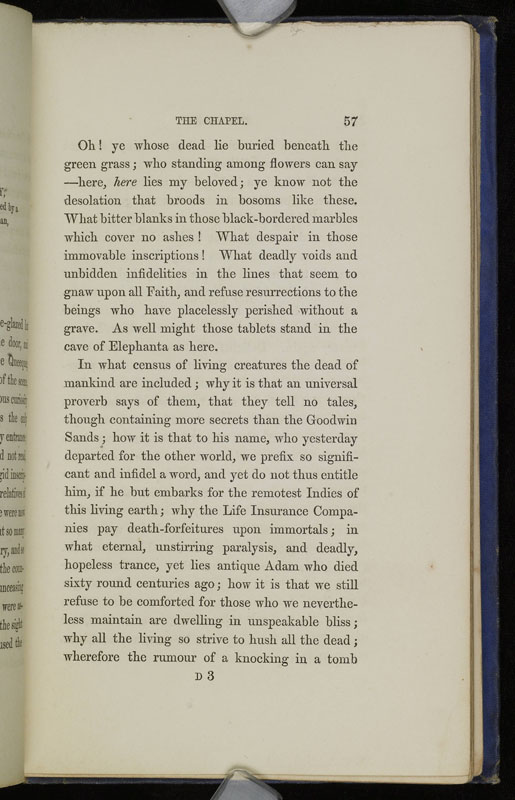 THE CHAPEL. 57
Oh! ye whose dead lie buried beneath the
green grass; who standing among flowers can say
—here, here lies my beloved; ye know not the
desolation that broods in bosoms like these.
What bitter blanks in those black-bordered marbles
which cover no ashes! What despair in those
immovable inscriptions! What deadly voids and
unbidden infidelities in the lines that seem to
gnaw upon all Faith, and refuse resurrections to the
beings who have placelessly perished without a
grave. As well might those tablets stand in the
cave of Elephanta as here.
In what census of living creatures the dead of
mankind are included; why it is that an universal
proverb says of them, that they tell no tales,
though containing more secrets than the Goodwin
Sands; how it is that to his name, who yesterday
departed for the other world, we prefix so signifi-
cant and infidel a word, and yet do not thus entitle
him, if he but embarks for the remotest Indies of
this living earth; why the Life Insurance Compa-
nies pay death-forfeitures upon immortals; in
what eternal, unstirring paralysis, and deadly,
hopeless trance, yet lies antique Adam who died
sixty round centuries ago; how it is that we still
refuse to be comforted for those who we neverthe-
less maintain are dwelling in unspeakable bliss;
why all the living so strive to hush all the dead;
wherefore the rumour of a knocking in a tomb
D 3